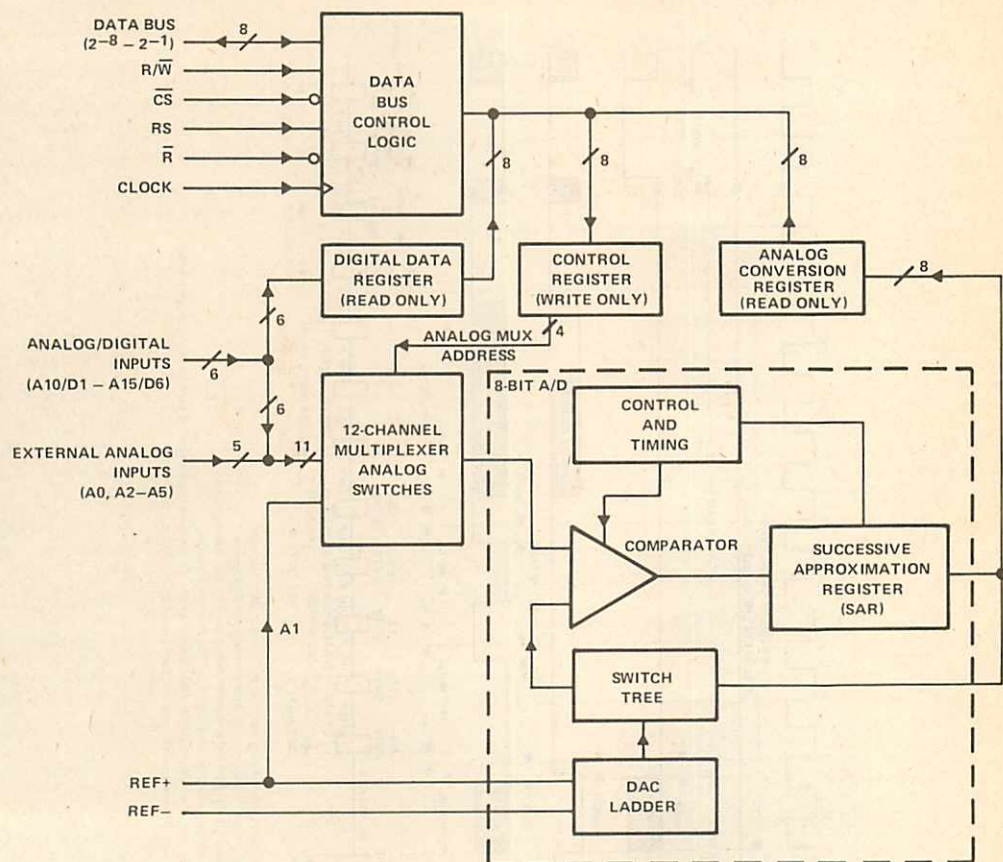 DATA BUS
(2⁻⁸ – 2⁻¹)
8
R/W̅
C̅S̅
RS
R̅
CLOCK
DATA
BUS
CONTROL
LOGIC
8
8
8
DIGITAL DATA
REGISTER
(READ ONLY)
CONTROL
REGISTER
(WRITE ONLY)
ANALOG
CONVERSION
REGISTER
(READ ONLY)
8
6
4
ANALOG MUX
ADDRESS
ANALOG/DIGITAL
INPUTS
(A10/D1 – A15/D6)
6
6
EXTERNAL ANALOG
INPUTS
(A0, A2–A5)
5
11
12-CHANNEL
MULTIPLEXER
ANALOG
SWITCHES
8-BIT A/D
CONTROL
AND
TIMING
COMPARATOR
SUCCESSIVE
APPROXIMATION
REGISTER
(SAR)
A1
SWITCH
TREE
DAC
LADDER
REF+
REF–